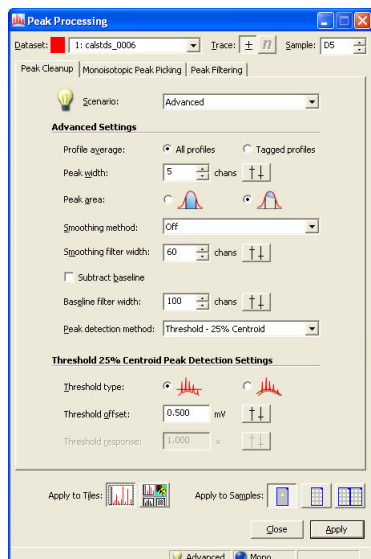 Peak Processing
Dataset: 1: calstds_0006 Trace: ± n Sample: D5
Peak Cleanup Monoisotopic Peak Picking Peak Filtering
Scenario: Advanced
Advanced Settings
Profile average: All profiles Tagged profiles
Peak width: 5 chans
Peak area:
Smoothing method: Off
Smoothing filter width: 60 chans
Subtract baseline
Baseline filter width: 100 chans
Peak detection method: Threshold - 25% Centroid
Threshold 25% Centroid Peak Detection Settings
Threshold type:
Threshold offset: 0.500 mV
Threshold response: 1.000 x
Apply to Tiles: Apply to Samples:
Close Apply
Advanced Mono